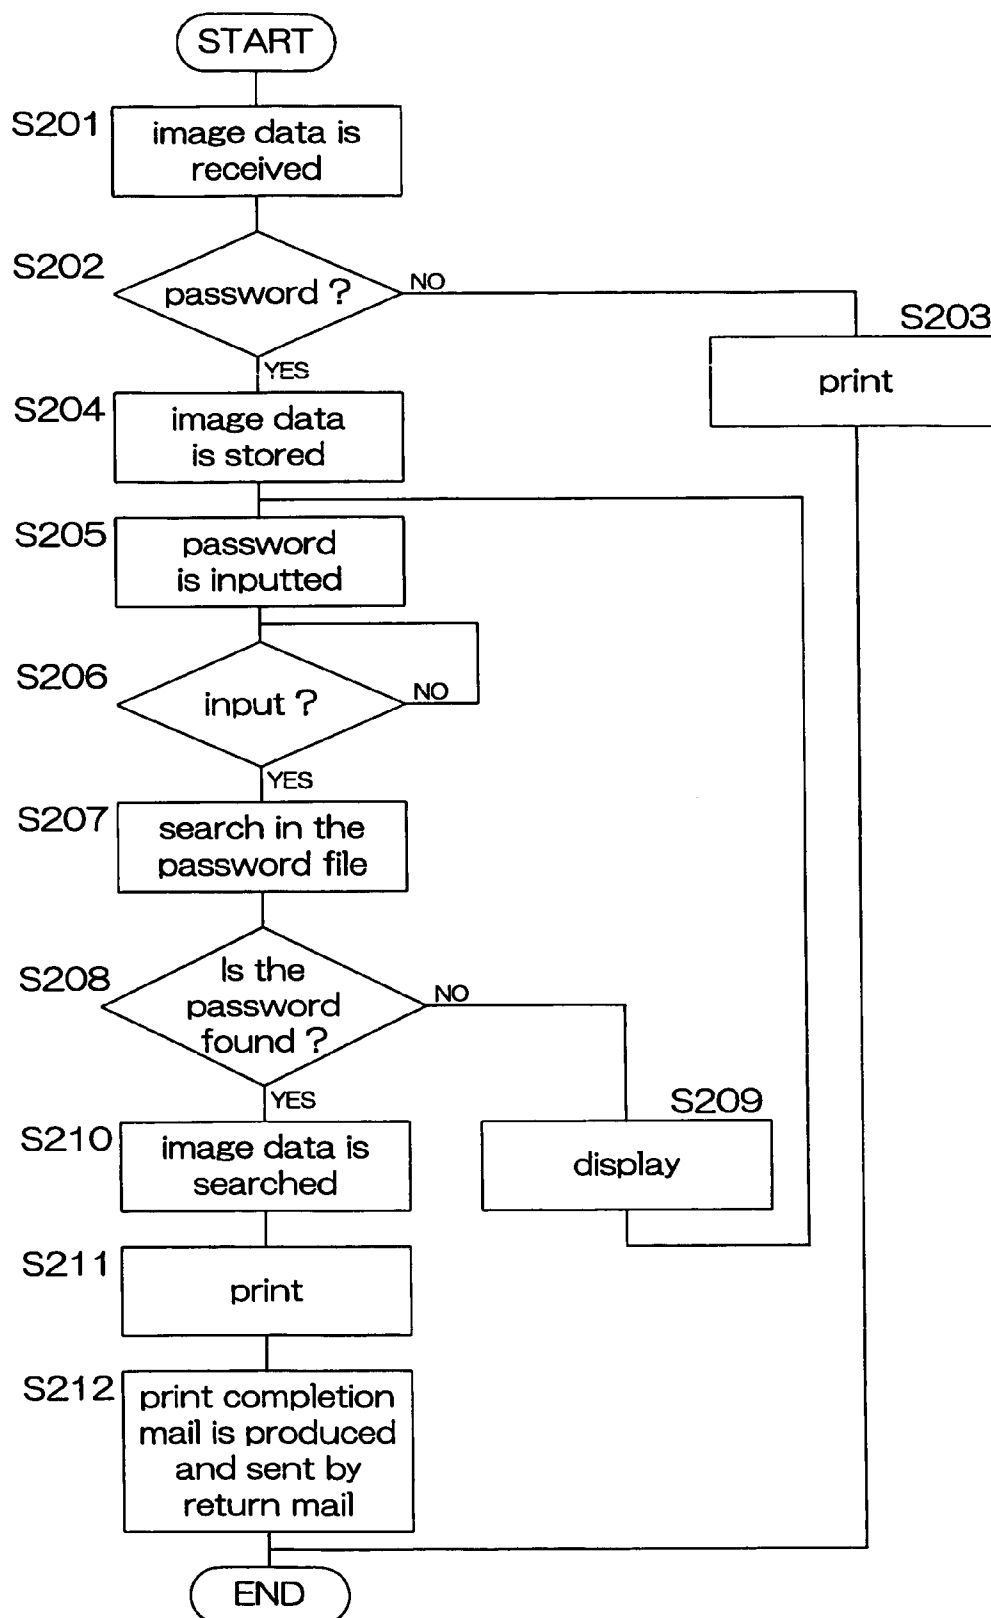 START
S201
image data is
received
S202
password ?
NO
YES
S203
print
S204
image data
is stored
S205
password
is inputted
S206
input ?
NO
YES
S207
search in the
password file
S208
Is the
password
found ?
NO
YES
S209
display
S210
image data is
searched
S211
print
S212
print completion
mail is produced
and sent by
return mail
END